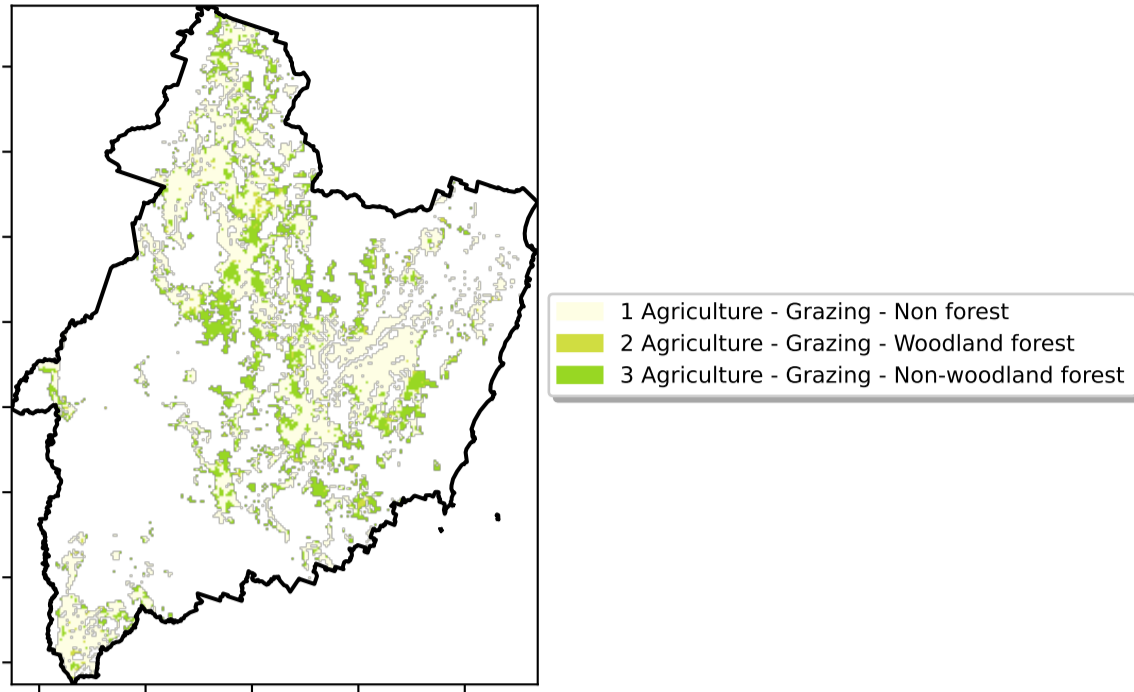 1 Agriculture - Grazing - Non forest
2 Agriculture - Grazing - Woodland forest
3 Agriculture - Grazing - Non-woodland forest